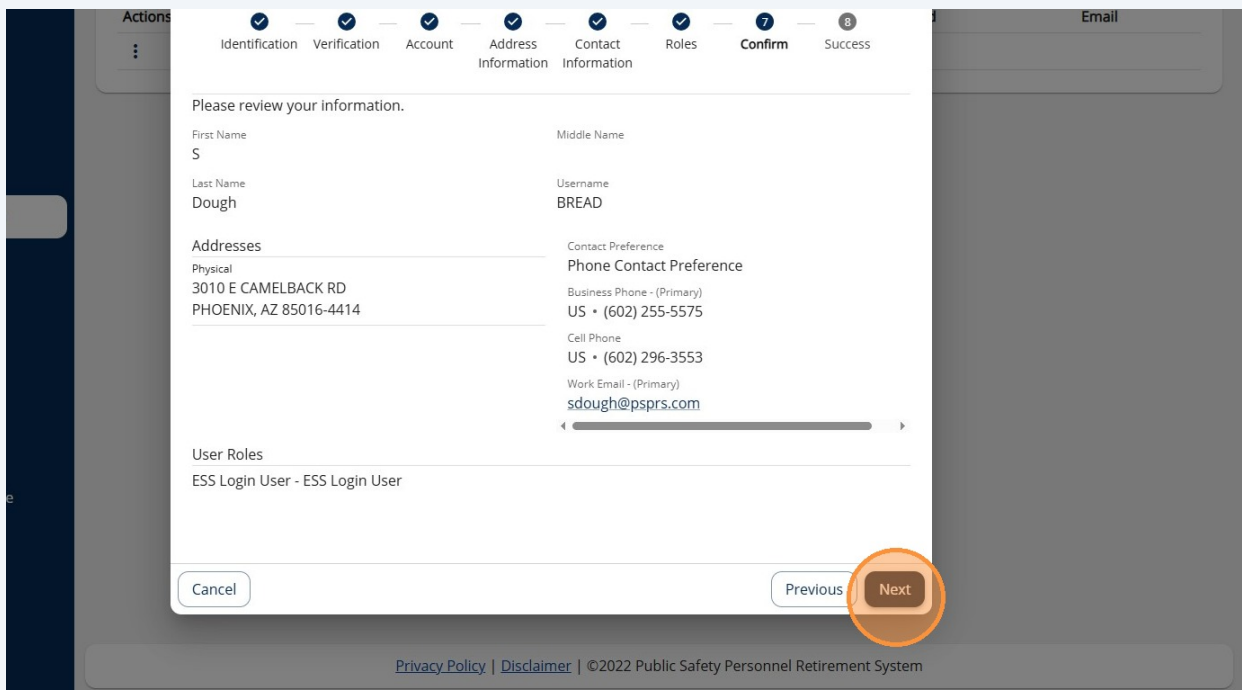 Actions
Email
7
8
Identification
Verification
Account
Address
Information
Contact
Information
Roles
Confirm
Success
Please review your information.
First Name
S
Middle Name
Last Name
Dough
Username
BREAD
Addresses
Physical
3010 E CAMELBACK RD
PHOENIX, AZ 85016-4414
Contact Preference
Phone Contact Preference
Business Phone - (Primary)
US • (602) 255-5575
Cell Phone
US • (602) 296-3553
Work Email - (Primary)
sdough@psprs.com
User Roles
ESS Login User - ESS Login User
Cancel
Previous
Next
Privacy Policy | Disclaimer | ©2022 Public Safety Personnel Retirement System